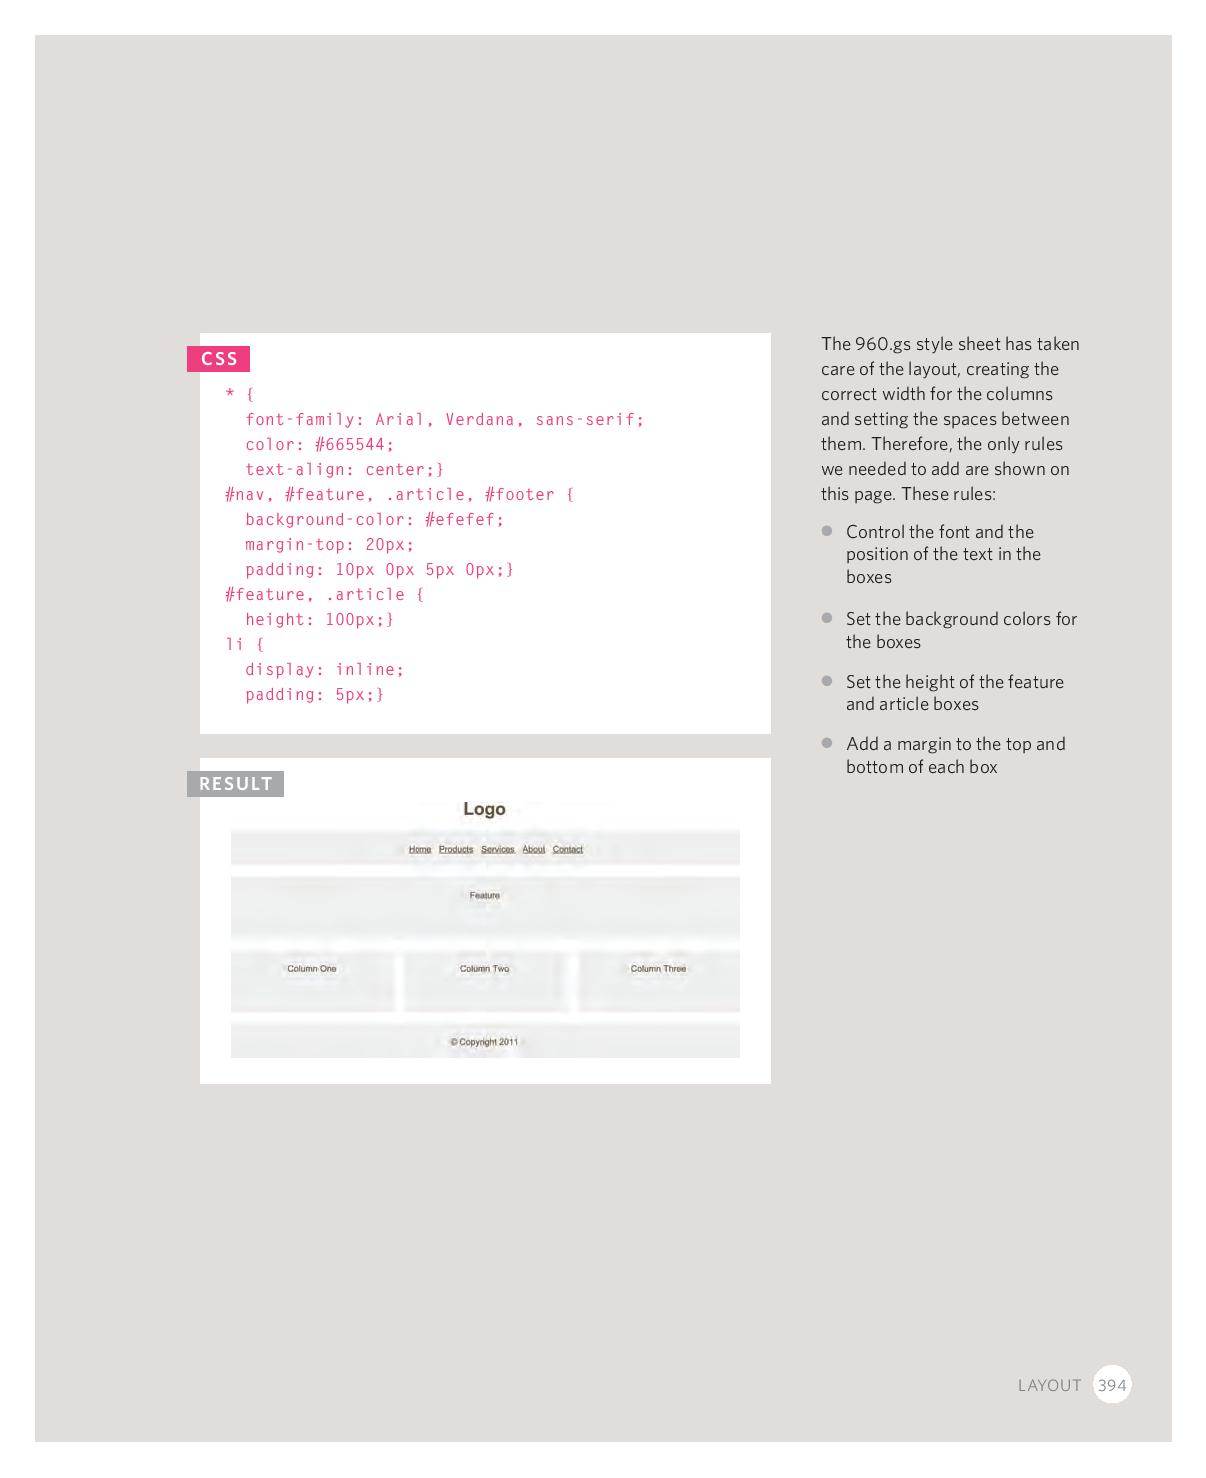 CSS
* {
font-family: Arial, Verdana, sans-serif;
color: #665544;
text-align: center;}
#nav, #feature, .article, #footer {
background-color: #efefef;
margin-top: 20px;
padding: 10px 0px 5px 0px;}
#feature, .article {
height: 100px;}
li {
display: inline;
padding: 5px;}
RESULT
Logo
Home Products Services About Contact
Feature
Column One Column Two Column Three
© Copyright 2011
The 960.gs style sheet has taken
care of the layout, creating the
correct width for the columns
and setting the spaces between
them. Therefore, the only rules
we needed to add are shown on
this page. These rules:
● Control the font and the
position of the text in the
boxes
● Set the background colors for
the boxes
● Set the height of the feature
and article boxes
● Add a margin to the top and
bottom of each box
LAYOUT 394